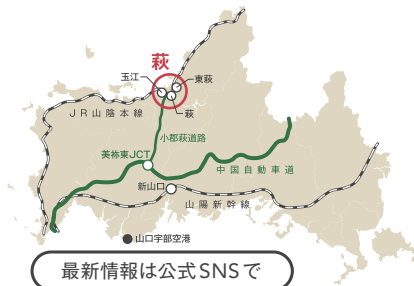 萩
玉江
東萩
萩
JR山陰本線
小郡萩道路
美祢東JCT
中国自動車道
新山口
山陽新幹線
山口宇部空港
最新情報は公式SNSで